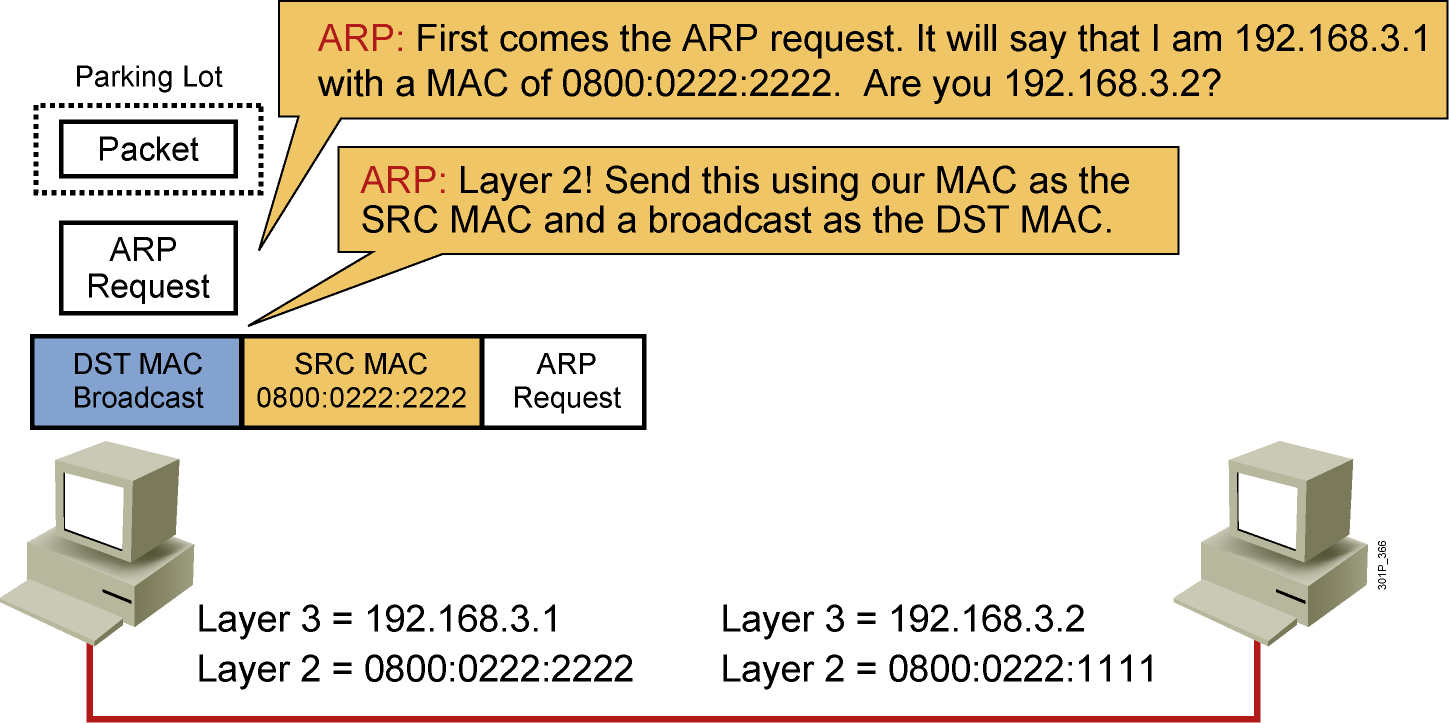 ARP: First comes the ARP request. It will say that I am 192.168.3.1
with a MAC of 0800:0222:2222.  Are you 192.168.3.2?
Parking Lot
Packet
ARP: Layer 2! Send this using our MAC as the
SRC MAC and a broadcast as the DST MAC.
ARP
Request
DST MAC
Broadcast
SRC MAC
0800:0222:2222
ARP
Request
Layer 3 = 192.168.3.1
Layer 2 = 0800:0222:2222
Layer 3 = 192.168.3.2
Layer 2 = 0800:0222:1111
301P_366